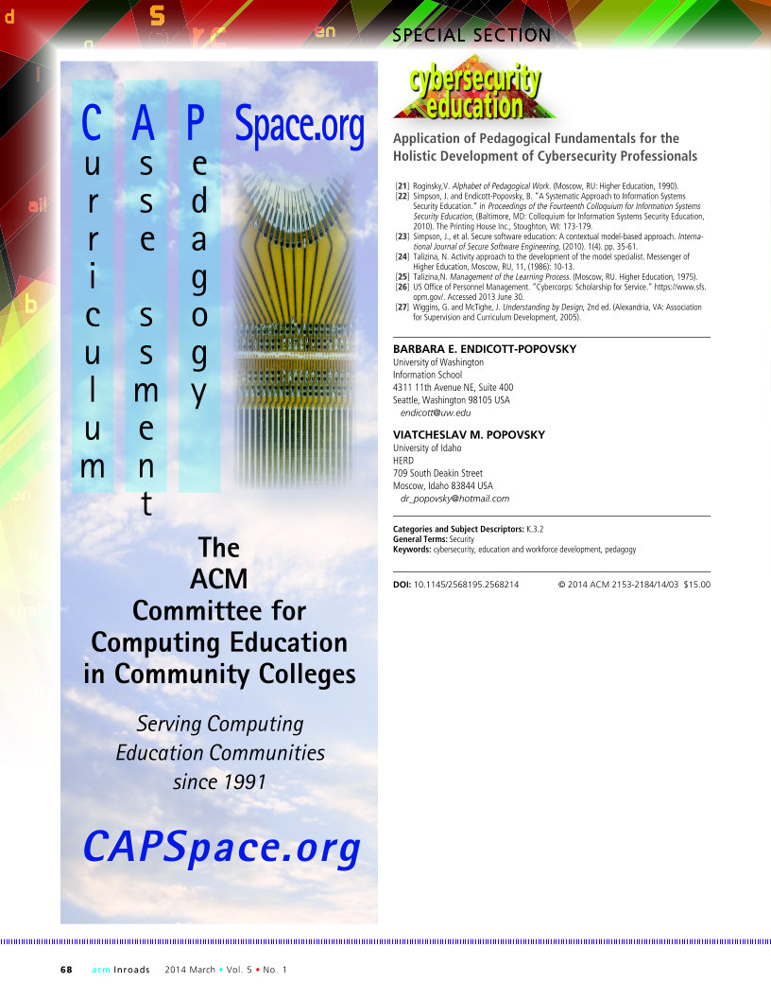 SPECIAL SECTION
cybersecurity
education
Application of Pedagogical Fundamentals for the
Holistic Development of Cybersecurity Professionals
CAP Space.org
Curriculum
Assessment
Pedagogy
The
ACM
Committee for
Computing Education
in Community Colleges
Serving Computing
Education Communities
since 1991
CAPSpace.org
[21] Roginsky,V. Alphabet of Pedagogical Work. (Moscow, RU: Higher Education, 1990).
[22] Simpson, J. and Endicott-Popovsky, B. "A Systematic Approach to Information Systems
Security Education." in Proceedings of the Fourteenth Colloquium for Information Systems
Security Education, (Baltimore, MD: Colloquium for Information Systems Security Education,
2010). The Printing House Inc., Stoughton, WI: 173-179.
[23] Simpson, J., et al. Secure software education: A contextual model-based approach. Interna-
tional Journal of Secure Software Engineering, (2010). 1(4). pp. 35-61.
[24] Talizina, N. Activity approach to the development of the model specialist. Messenger of
Higher Education, Moscow, RU, 11, (1986): 10-13.
[25] Talizina,N. Management of the Learning Process. (Moscow, RU. Higher Education, 1975).
[26] US Office of Personnel Management. "Cybercorps: Scholarship for Service." https://www.sfs.
opm.gov/. Accessed 2013 June 30.
[27] Wiggins, G. and McTighe, J. Understanding by Design, 2nd ed. (Alexandria, VA: Association
for Supervision and Curriculum Development, 2005).
BARBARA E. ENDICOTT-POPOVSKY
University of Washington
Information School
4311 11th Avenue NE, Suite 400
Seattle, Washington 98105 USA
endicott@uw.edu
VIATCHESLAV M. POPOVSKY
University of Idaho
HERD
709 South Deakin Street
Moscow, Idaho 83844 USA
dr_popovsky@hotmail.com
Categories and Subject Descriptors: K.3.2
General Terms: Security
Keywords: cybersecurity, education and workforce development, pedagogy
DOI: 10.1145/2568195.2568214 © 2014 ACM 2153-2184/14/03 $15.00
68 acm Inroads 2014 March • Vol. 5 • No. 1